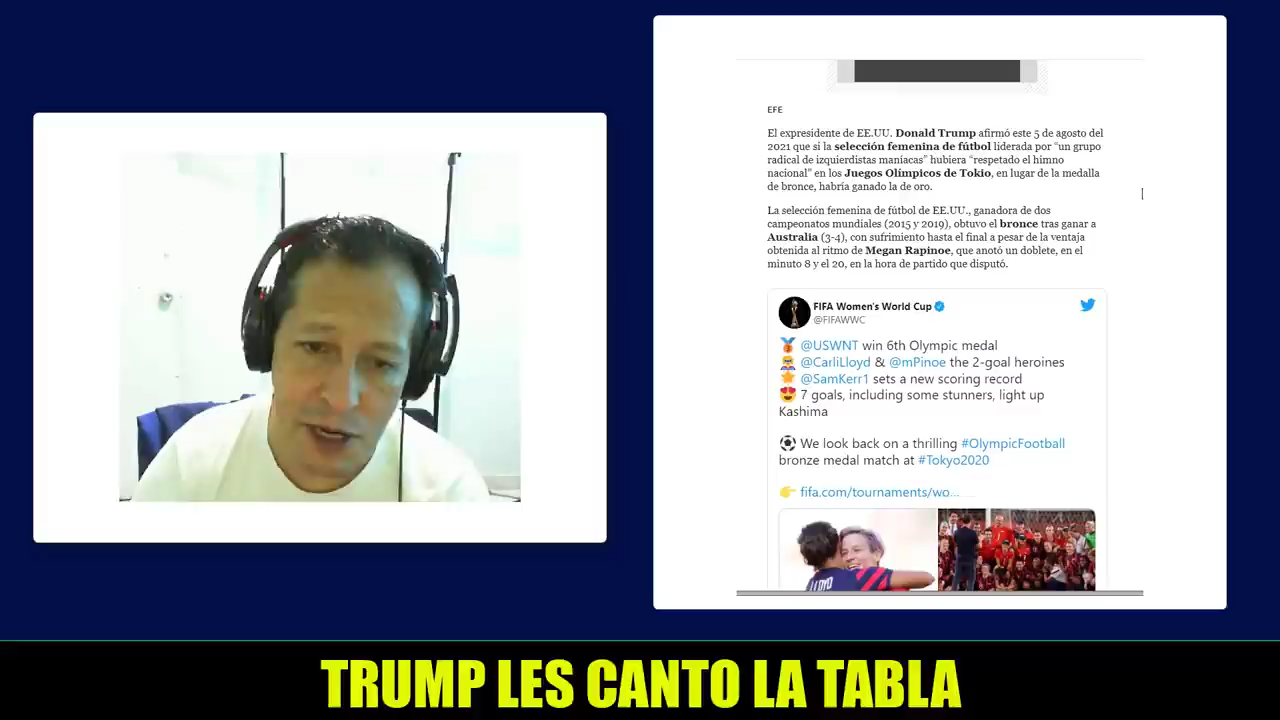 EFE
El expresidente de EE.UU. Donald Trump afirmó este 5 de agosto del
2021 que si la selección femenina de fútbol liderada por “un grupo
radical de izquierdistas maníacas” hubiera “respetado el himno
nacional” en los Juegos Olímpicos de Tokio, en lugar de la medalla
de bronce, habría ganado la de oro.
La selección femenina de fútbol de EE.UU., ganadora de dos
campeonatos mundiales (2015 y 2019), obtuvo el bronce tras ganar a
Australia (3-4), con sufrimiento hasta el final a pesar de la ventaja
obtenida al ritmo de Megan Rapinoe, que anotó un doblete, en el
minuto 8 y el 20, en la hora de partido que disputó.
FIFA Women's World Cup
@FIFAWWC
🥉 @USWNT win 6th Olympic medal
@CarliLloyd & @mPinoe the 2-goal heroines
⭐ @SamKerr1 sets a new scoring record
😍 7 goals, including some stunners, light up
Kashima
⚽ We look back on a thrilling #OlympicFootball
bronze medal match at #Tokyo2020
👉 fifa.com/tournaments/wo…
LLOYD
TRUMP LES CANTO LA TABLA